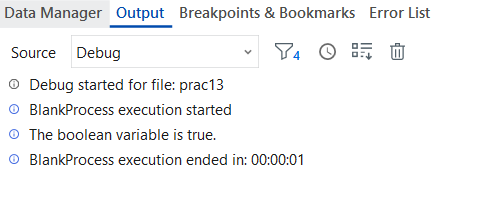 Data Manager Output Breakpoints & Bookmarks Error List
Source Debug 4
Debug started for file: prac13
BlankProcess execution started
The boolean variable is true.
BlankProcess execution ended in: 00:00:01